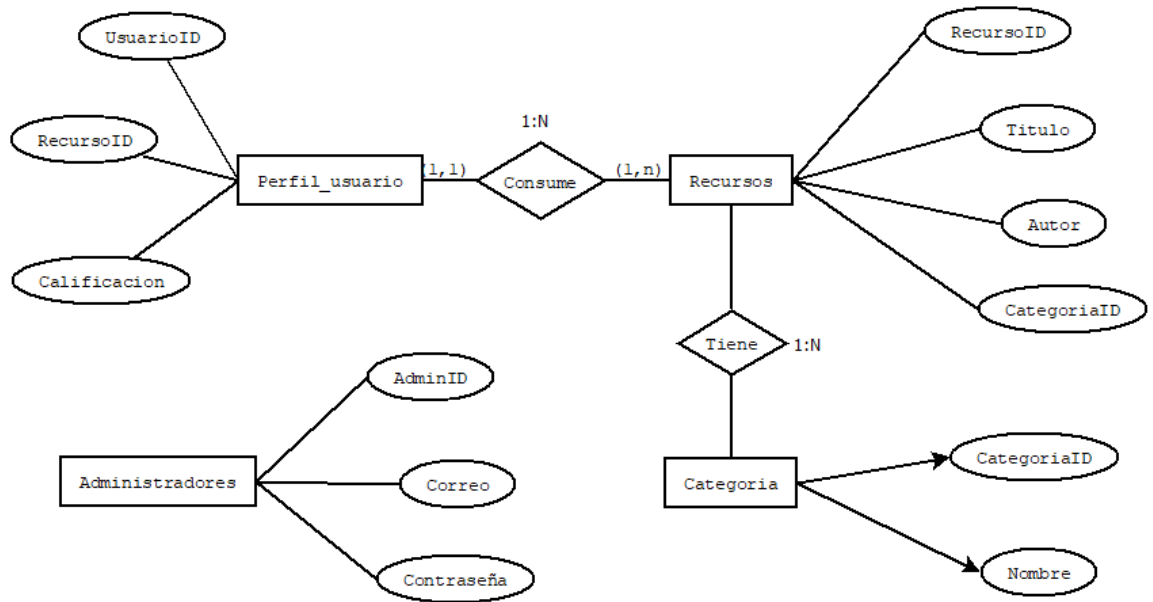 UsuarioID
RecursoID
Calificacion
Perfil_usuario
(1,1)
1:N
Consume
(1,n)
Recursos
RecursoID
Titulo
Autor
CategoriaID
Tiene
1:N
Categoria
CategoriaID
Nombre
Administradores
AdminID
Correo
Contraseña